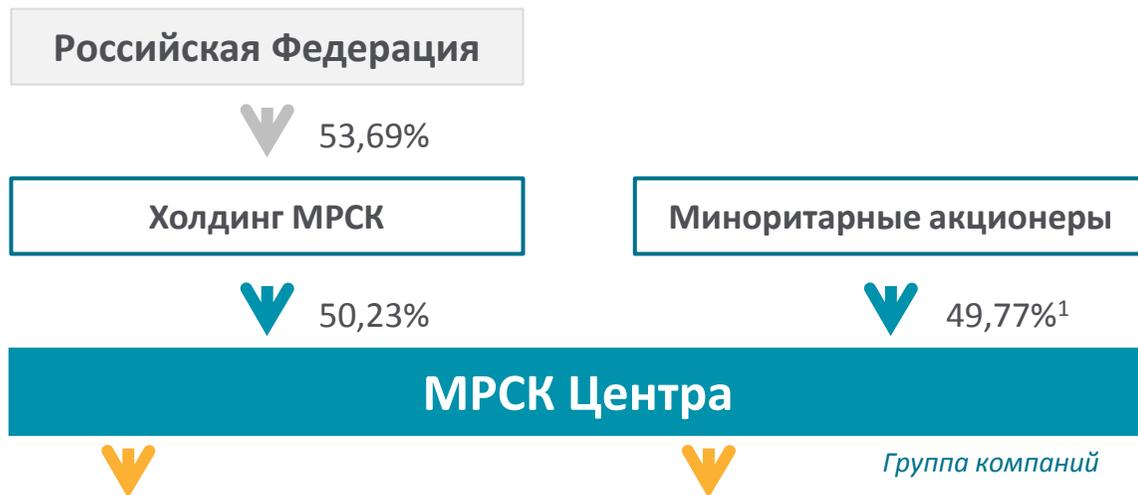 Российская Федерация
53,69%
Холдинг МРСК
Миноритарные акционеры
50,23%
49,77%¹
МРСК Центра
Группа компаний